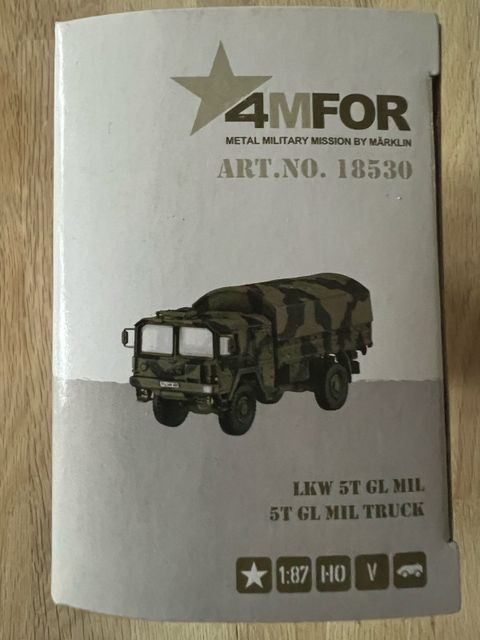 4MFOR
METAL MILITARY MISSION BY MÄRKLIN
ART.NO. 18530
LKW 5T GL MIL
5T GL MIL TRUCK
1:87 H0 V